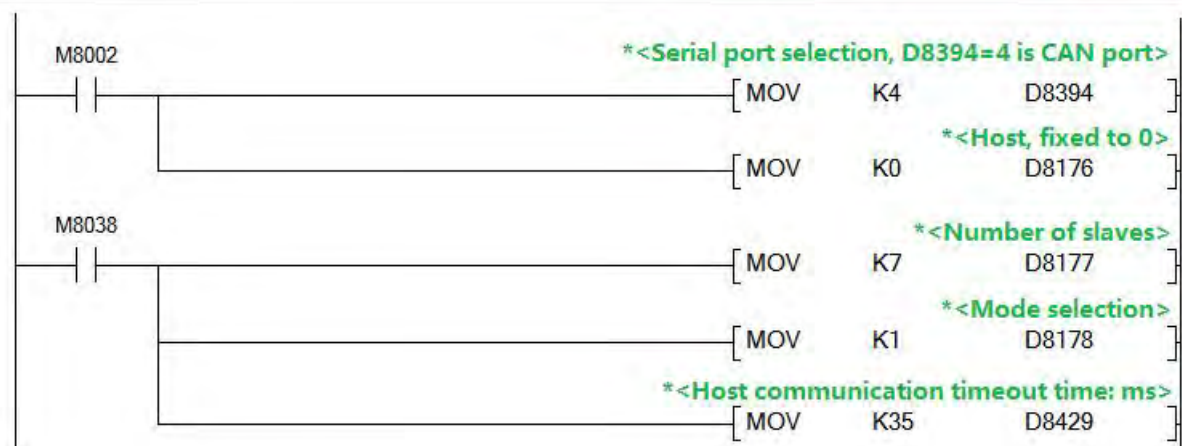 M8002
*<Serial port selection, D8394=4 is CAN port>
[ MOV K4 D8394 ]
*<Host, fixed to 0>
[ MOV K0 D8176 ]
M8038
*<Number of slaves>
[ MOV K7 D8177 ]
*<Mode selection>
[ MOV K1 D8178 ]
*<Host communication timeout time: ms>
[ MOV K35 D8429 ]